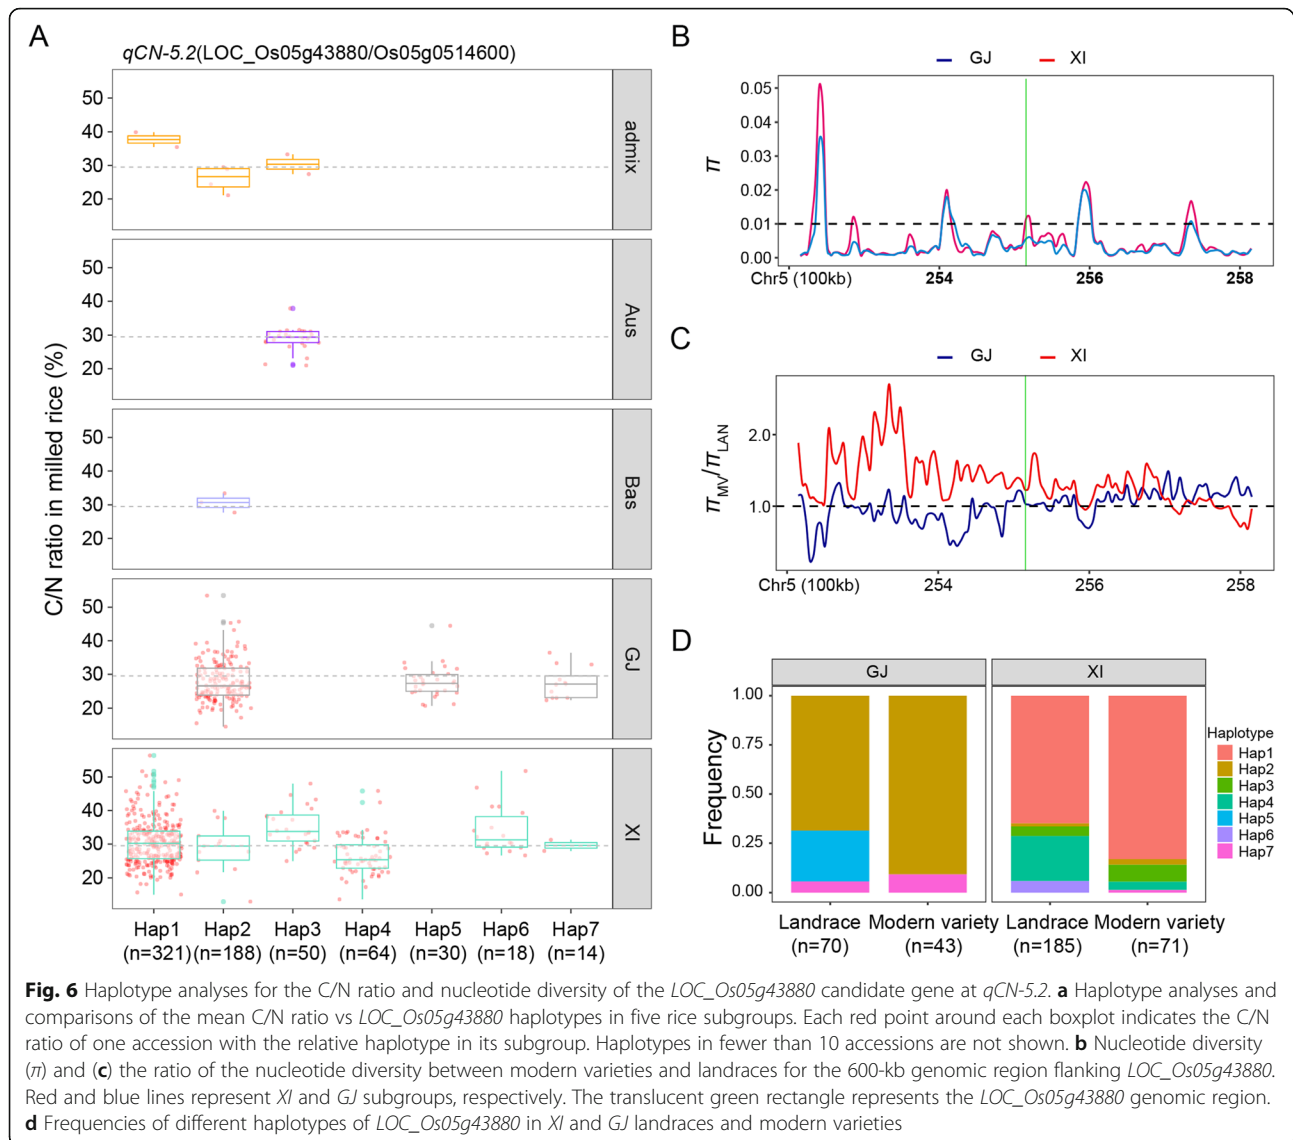 A
qCN-5.2(LOC_Os05g43880/Os05g0514600)
C/N ratio in milled rice (%)
50
40
30
20
admix
50
40
30
20
Aus
50
40
30
20
Bas
50
40
30
20
GJ
50
40
30
20
XI
Hap1 Hap2 Hap3 Hap4 Hap5 Hap6 Hap7
(n=321) (n=188) (n=50) (n=64) (n=30) (n=18) (n=14)
B
GJ XI
π
0.05
0.04
0.03
0.02
0.01
0.00
Chr5 (100kb) 254 256 258
C
GJ XI
πMV/πLAN
2.0
1.0
Chr5 (100kb) 254 256 258
D
GJ XI
Frequency
1.00
0.75
0.50
0.25
0.00
Landrace Modern variety Landrace Modern variety
(n=70) (n=43) (n=185) (n=71)
Haplotype
Hap1
Hap2
Hap3
Hap4
Hap5
Hap6
Hap7
Fig. 6 Haplotype analyses for the C/N ratio and nucleotide diversity of the LOC_Os05g43880 candidate gene at qCN-5.2. a Haplotype analyses and
comparisons of the mean C/N ratio vs LOC_Os05g43880 haplotypes in five rice subgroups. Each red point around each boxplot indicates the C/N
ratio of one accession with the relative haplotype in its subgroup. Haplotypes in fewer than 10 accessions are not shown. b Nucleotide diversity
(π) and (c) the ratio of the nucleotide diversity between modern varieties and landraces for the 600-kb genomic region flanking LOC_Os05g43880.
Red and blue lines represent XI and GJ subgroups, respectively. The translucent green rectangle represents the LOC_Os05g43880 genomic region.
d Frequencies of different haplotypes of LOC_Os05g43880 in XI and GJ landraces and modern varieties